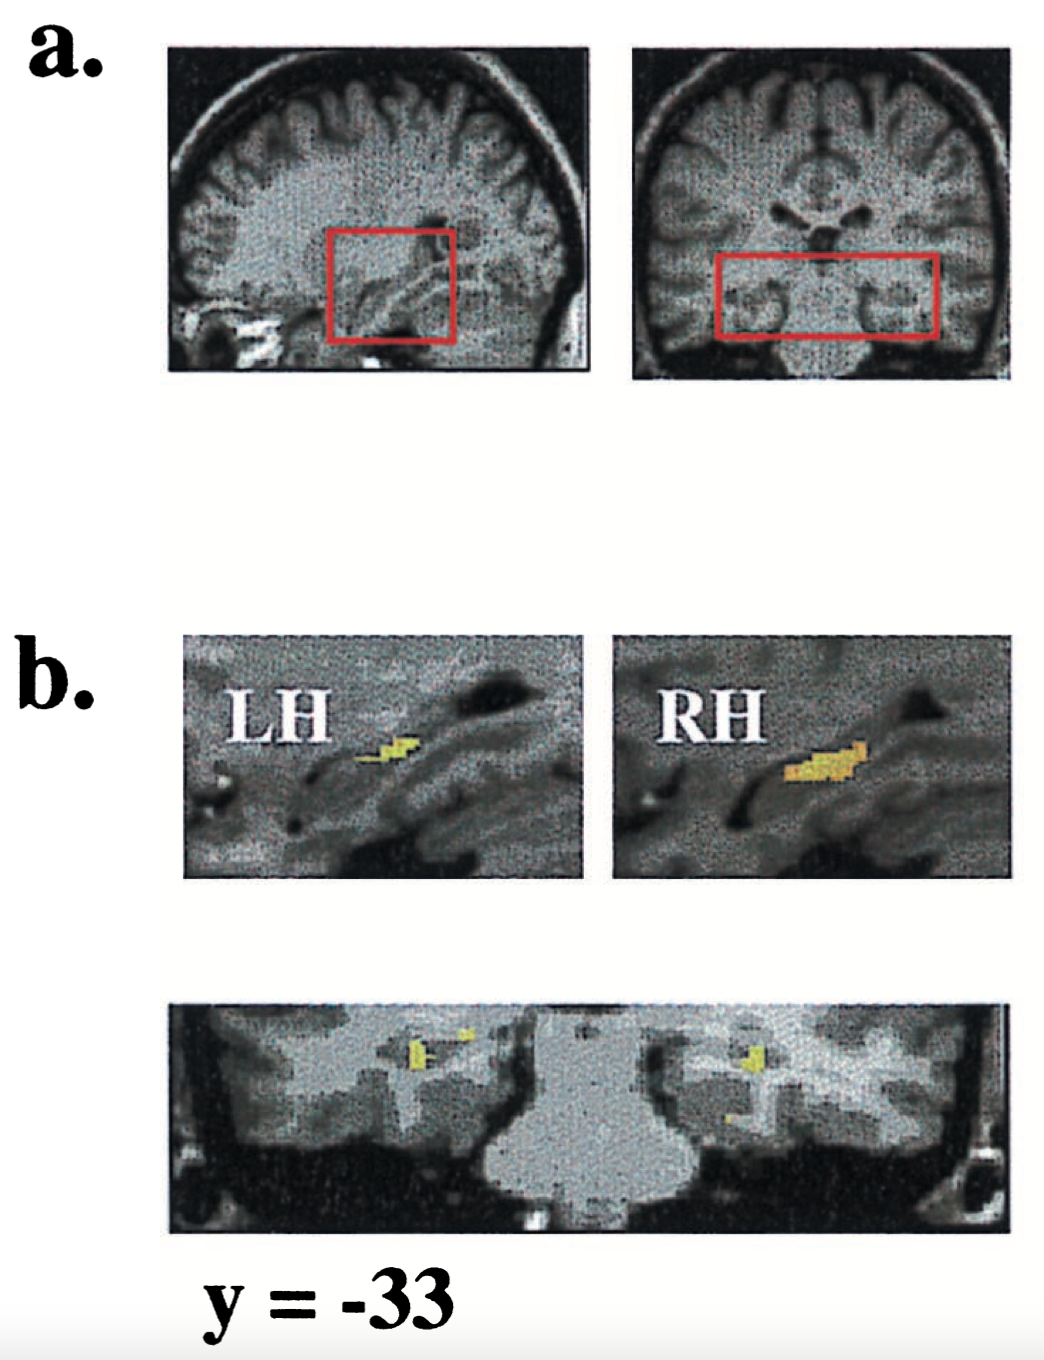 a.
b.
LH
RH
y = -33